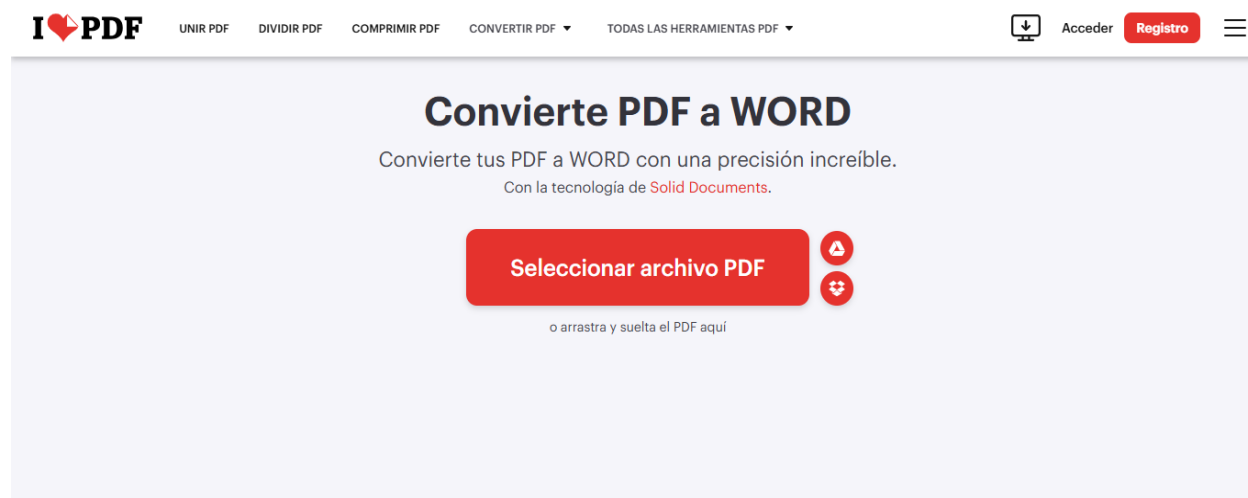 I PDF
UNIR PDF
DIVIDIR PDF
COMPRIMIR PDF
CONVERTIR PDF
TODAS LAS HERRAMIENTAS PDF
Acceder
Registro
Convierte PDF a WORD
Convierte tus PDF a WORD con una precisión increíble.
Con la tecnología de Solid Documents.
Seleccionar archivo PDF
o arrastra y suelta el PDF aquí